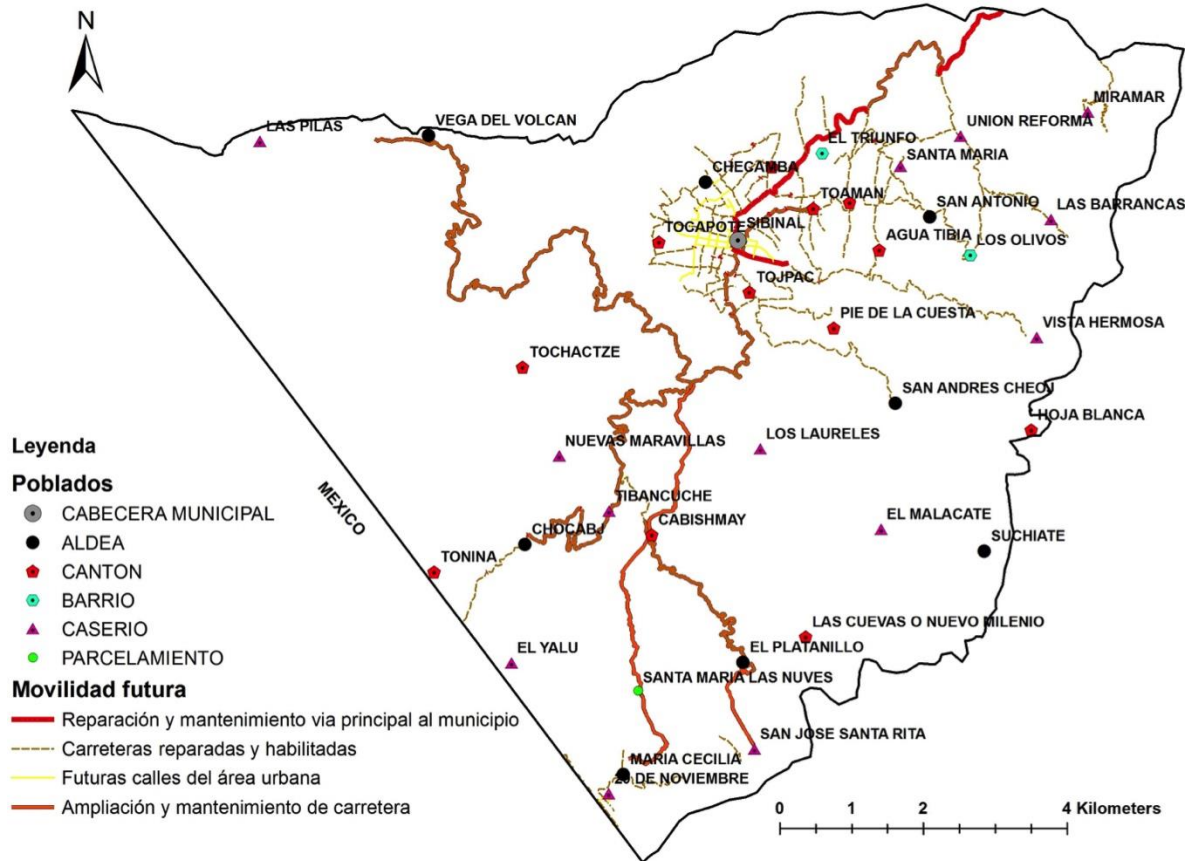 N
MIRAMAR
LAS PILAS
VEGA DEL VOLCAN
UNION REFORMA
EL TRIUNFO
SANTA MARIA
CHECAMBA
TOAMAN
SAN ANTONIO
LAS BARRANCAS
TOCAPOTE
SIBINAL
AGUA TIBIA
LOS OLIVOS
TOJPAC
PIE DE LA CUESTA
VISTA HERMOSA
TOCHACTZE
SAN ANDRES CHEOJ
HOJA BLANCA
NUEVAS MARAVILLAS
LOS LAURELES
MEXICO
TIBANCUCHE
CABISHMAY
EL MALACATE
CHOCABJ
SUCHIATE
TONINA
LAS CUEVAS O NUEVO MILENIO
EL YALU
EL PLATANILLO
SANTA MARIA LAS NUVES
SAN JOSE SANTA RITA
MARIA CECILIA
DE NOVIEMBRE
Leyenda
Poblados
CABECERA MUNICIPAL
ALDEA
CANTON
BARRIO
CASERIO
PARCELAMIENTO
Movilidad futura
Reparación y mantenimiento via principal al municipio
Carreteras reparadas y habilitadas
Futuras calles del área urbana
Ampliación y mantenimiento de carretera
0 1 2 4 Kilometers